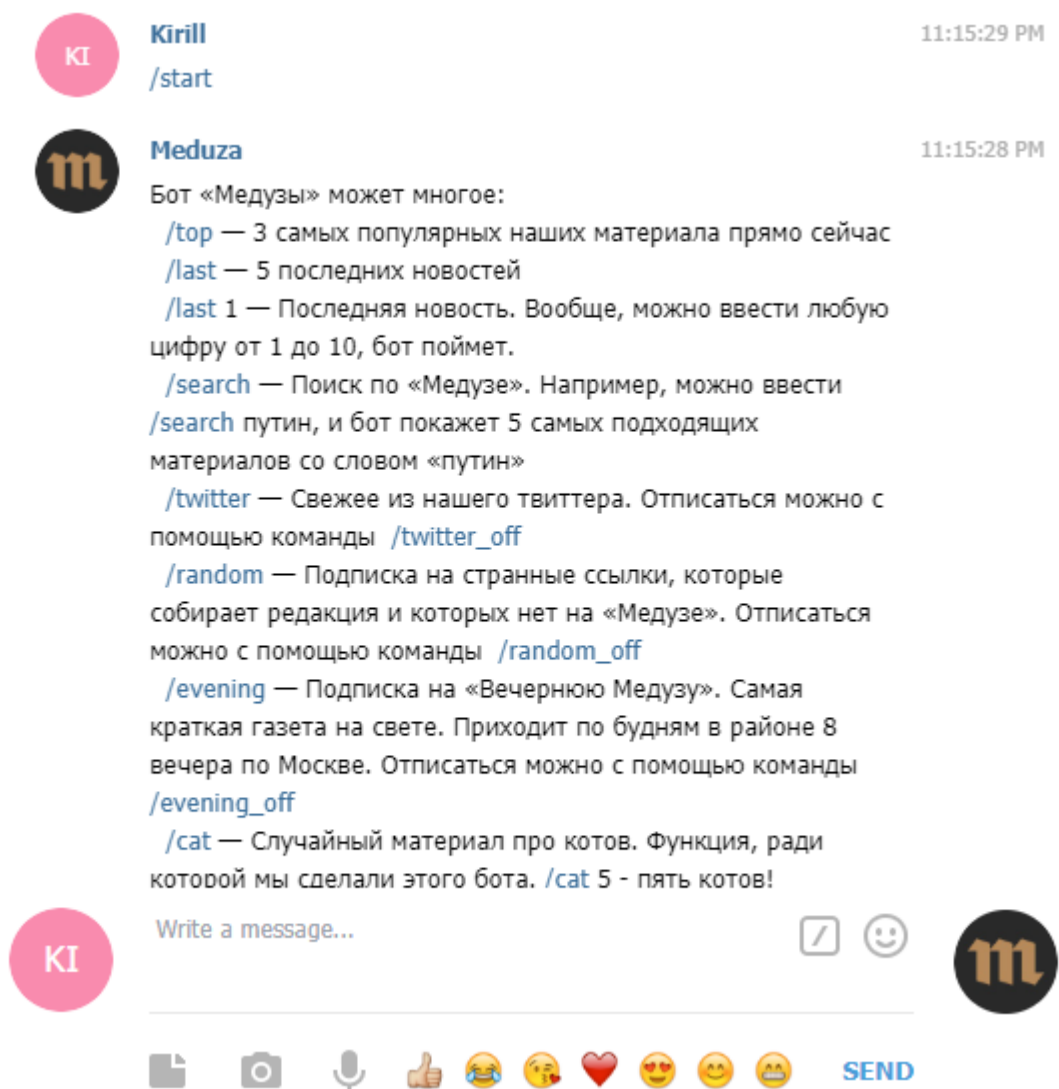 KI
Kirill
11:15:29 PM
/start
m
Meduza
11:15:28 PM
Бот «Медузы» может многое:
/top — 3 самых популярных наших материала прямо сейчас
/last — 5 последних новостей
/last 1 — Последняя новость. Вообще, можно ввести любую
цифру от 1 до 10, бот поймет.
/search — Поиск по «Медузе». Например, можно ввести
/search путин, и бот покажет 5 самых подходящих
материалов со словом «путин»
/twitter — Свежее из нашего твиттера. Отписаться можно с
помощью команды /twitter_off
/random — Подписка на странные ссылки, которые
собирает редакция и которых нет на «Медузе». Отписаться
можно с помощью команды /random_off
/evening — Подписка на «Вечернюю Медузу». Самая
краткая газета на свете. Приходит по будням в районе 8
вечера по Москве. Отписаться можно с помощью команды
/evening_off
/cat — Случайный материал про котов. Функция, ради
которой мы сделали этого бота. /cat 5 - пять котов!
KI
Write a message...
m
SEND